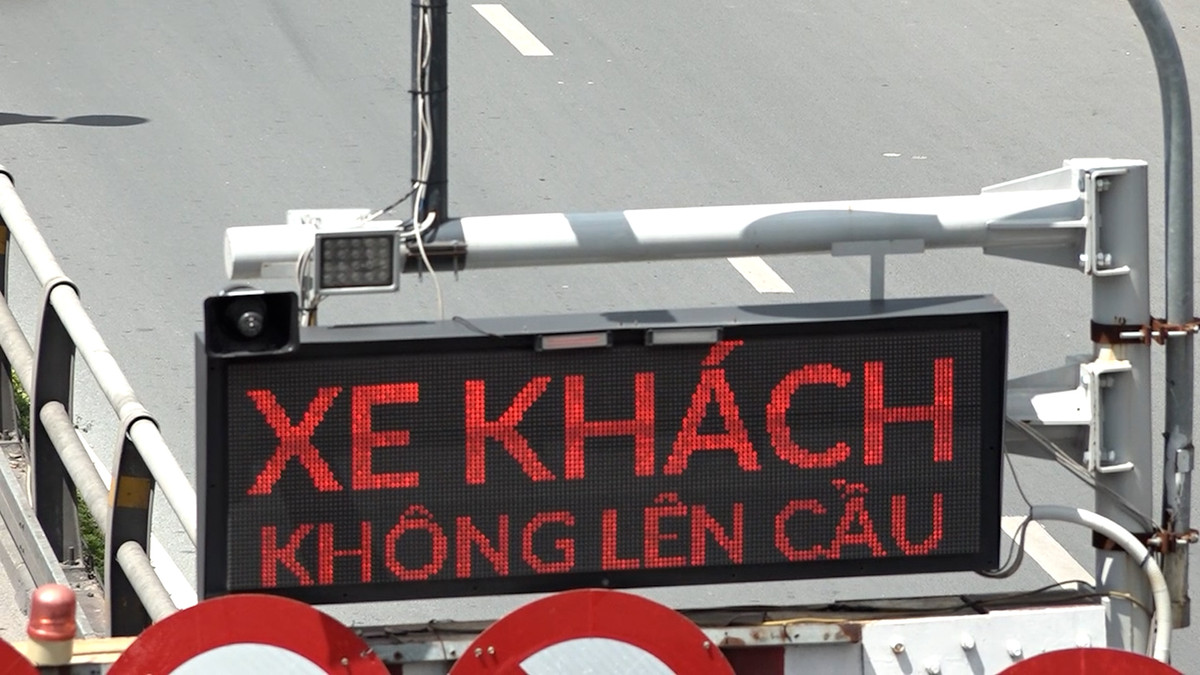 XE KHÁCH
KHÔNG LÊN CẦU